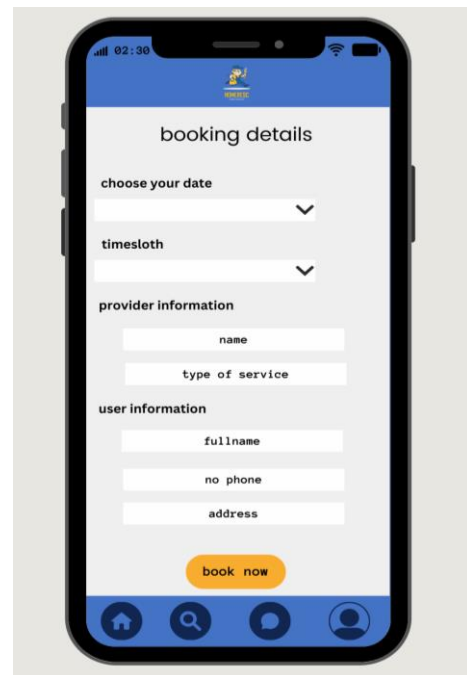 02:30
booking details
choose your date
timesloth
provider information
name
type of service
user information
fullname
no phone
address
book now